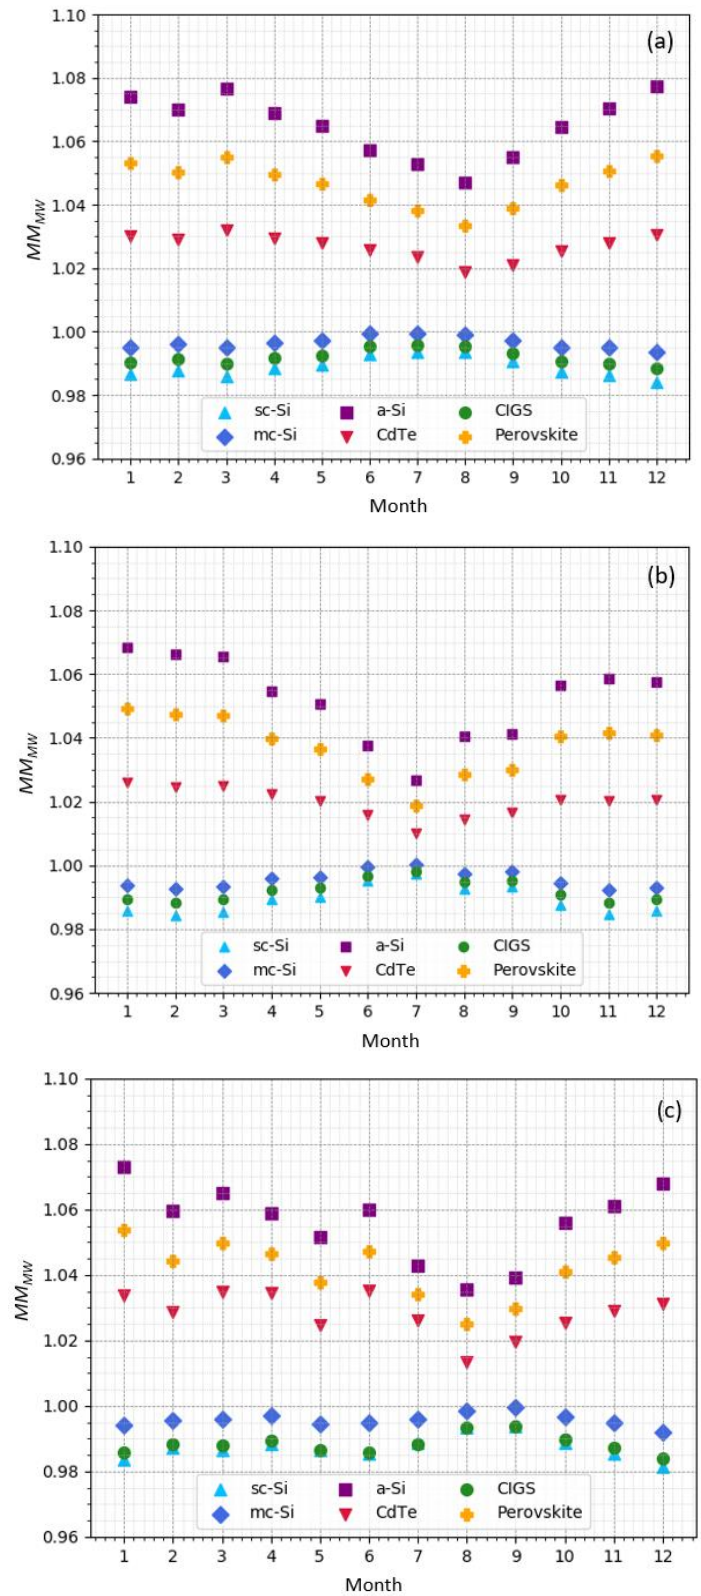 1.10
(a)
1.08
1.06
1.04
MM_MW
1.02
1.00
0.98
sc-Si a-Si CIGS
mc-Si CdTe Perovskite
0.96
1 2 3 4 5 6 7 8 9 10 11 12
Month
1.10
(b)
1.08
1.06
1.04
MM_MW
1.02
1.00
0.98
sc-Si a-Si CIGS
mc-Si CdTe Perovskite
0.96
1 2 3 4 5 6 7 8 9 10 11 12
Month
1.10
(c)
1.08
1.06
1.04
MM_MW
1.02
1.00
0.98
sc-Si a-Si CIGS
mc-Si CdTe Perovskite
0.96
1 2 3 4 5 6 7 8 9 10 11 12
Month